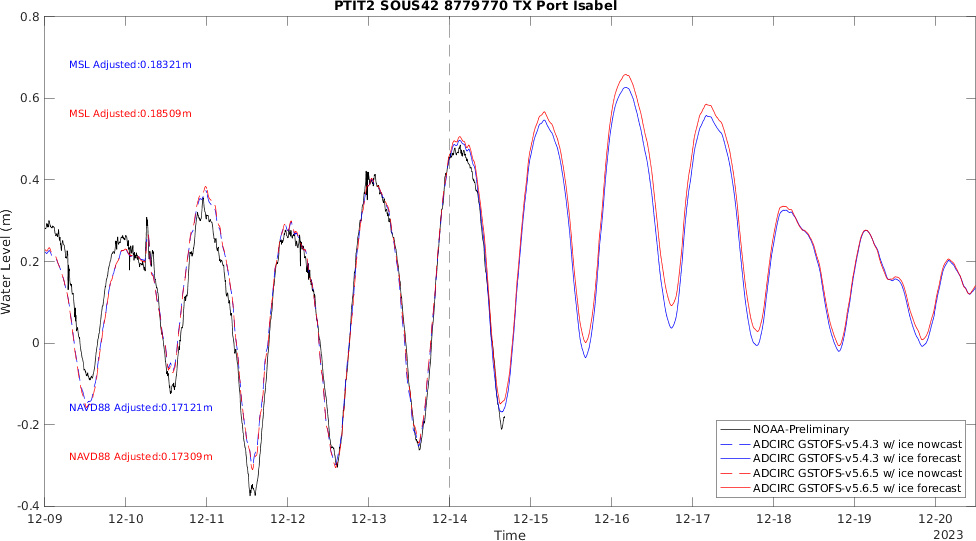 PTIT2 SOUS42 8779770 TX Port Isabel
0.8
0.6
0.4
0.2
0
-0.2
-0.4
Water Level (m)
MSL Adjusted:0.18321m
MSL Adjusted:0.18509m
NAVD88 Adjusted:0.17121m
NAVD88 Adjusted:0.17309m
NOAA-Preliminary
ADCIRC GSTOFS-v5.4.3 w/ ice nowcast
ADCIRC GSTOFS-v5.4.3 w/ ice forecast
ADCIRC GSTOFS-v5.6.5 w/ ice nowcast
ADCIRC GSTOFS-v5.6.5 w/ ice forecast
12-09 12-10 12-11 12-12 12-13 12-14 12-15 12-16 12-17 12-18 12-19 12-20
2023
Time